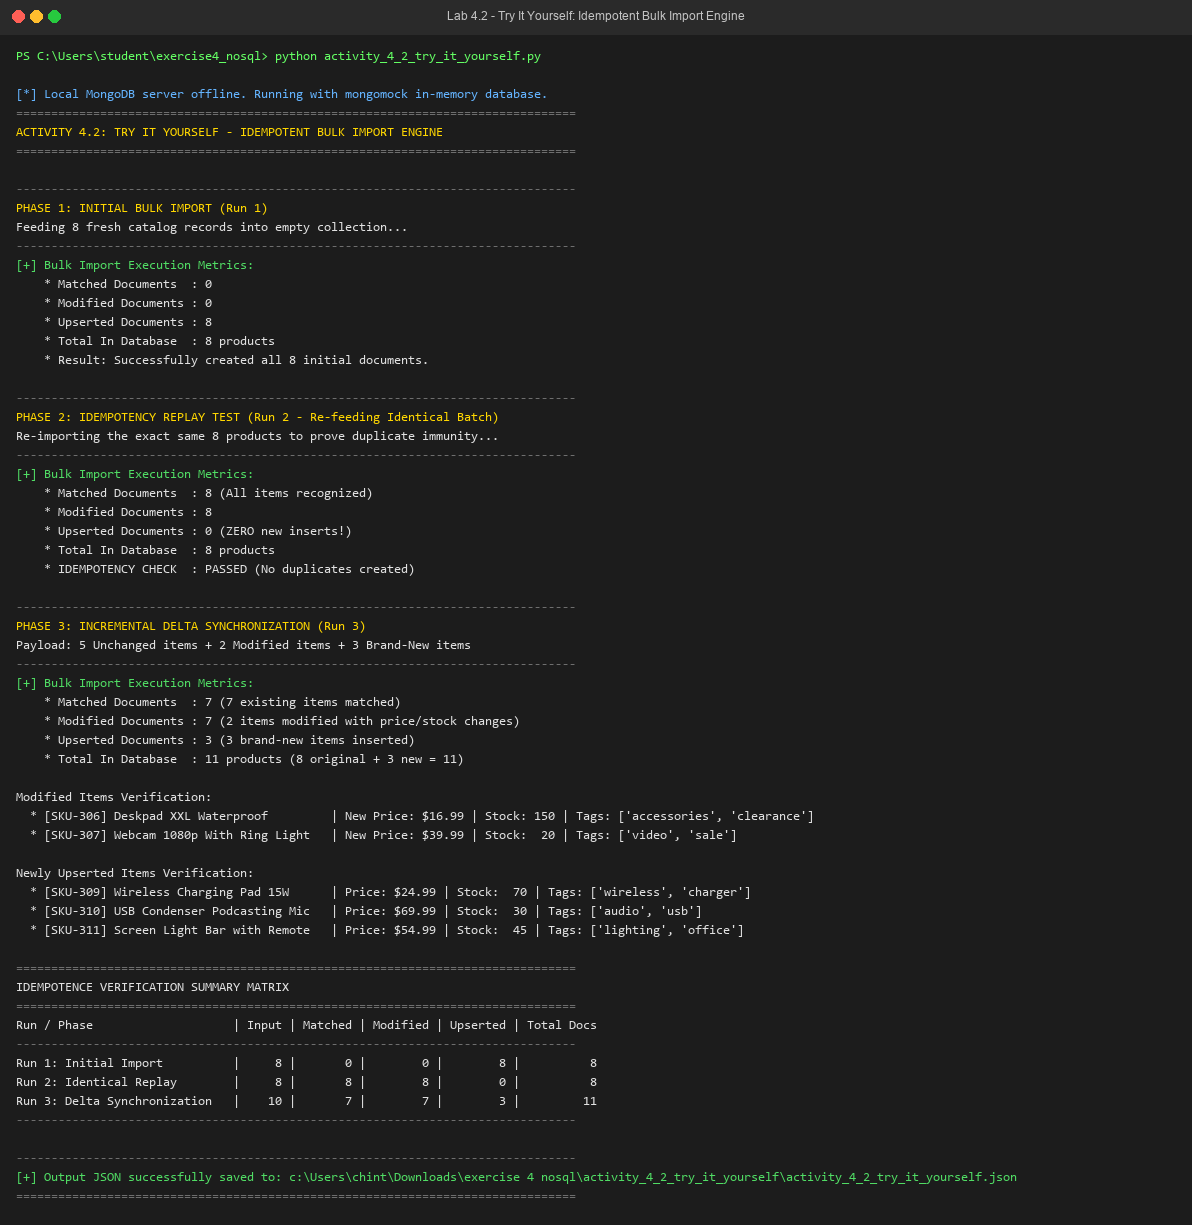 Lab 4.2 - Try It Yourself: Idempotent Bulk Import Engine
PS C:\Users\student\exercise4_nosql> python activity_4_2_try_it_yourself.py
[*] Local MongoDB server offline. Running with mongomock in-memory database.
================================================================================
ACTIVITY 4.2: TRY IT YOURSELF - IDEMPOTENT BULK IMPORT ENGINE
================================================================================
--------------------------------------------------------------------------------
PHASE 1: INITIAL BULK IMPORT (Run 1)
Feeding 8 fresh catalog records into empty collection...
--------------------------------------------------------------------------------
[+] Bulk Import Execution Metrics:
    * Matched Documents  : 0
    * Modified Documents : 0
    * Upserted Documents : 8
    * Total In Database  : 8 products
    * Result: Successfully created all 8 initial documents.
--------------------------------------------------------------------------------
PHASE 2: IDEMPOTENCY REPLAY TEST (Run 2 - Re-feeding Identical Batch)
Re-importing the exact same 8 products to prove duplicate immunity...
--------------------------------------------------------------------------------
[+] Bulk Import Execution Metrics:
    * Matched Documents  : 8 (All items recognized)
    * Modified Documents : 8
    * Upserted Documents : 0 (ZERO new inserts!)
    * Total In Database  : 8 products
    * IDEMPOTENCY CHECK  : PASSED (No duplicates created)
--------------------------------------------------------------------------------
PHASE 3: INCREMENTAL DELTA SYNCHRONIZATION (Run 3)
Payload: 5 Unchanged items + 2 Modified items + 3 Brand-New items
--------------------------------------------------------------------------------
[+] Bulk Import Execution Metrics:
    * Matched Documents  : 7 (7 existing items matched)
    * Modified Documents : 7 (2 items modified with price/stock changes)
    * Upserted Documents : 3 (3 brand-new items inserted)
    * Total In Database  : 11 products (8 original + 3 new = 11)
Modified Items Verification:
  * [SKU-306] Deskpad XXL Waterproof         | New Price: $16.99 | Stock: 150 | Tags: ['accessories', 'clearance']
  * [SKU-307] Webcam 1080p With Ring Light   | New Price: $39.99 | Stock:  20 | Tags: ['video', 'sale']
Newly Upserted Items Verification:
  * [SKU-309] Wireless Charging Pad 15W      | Price: $24.99 | Stock:  70 | Tags: ['wireless', 'charger']
  * [SKU-310] USB Condenser Podcasting Mic   | Price: $69.99 | Stock:  30 | Tags: ['audio', 'usb']
  * [SKU-311] Screen Light Bar with Remote   | Price: $54.99 | Stock:  45 | Tags: ['lighting', 'office']
================================================================================
IDEMPOTENCE VERIFICATION SUMMARY MATRIX
================================================================================
Run / Phase                    | Input | Matched | Modified | Upserted | Total Docs
--------------------------------------------------------------------------------
Run 1: Initial Import          |     8 |       0 |        0 |        8 |          8
Run 2: Identical Replay        |     8 |       8 |        8 |        0 |          8
Run 3: Delta Synchronization   |    10 |       7 |        7 |        3 |         11
--------------------------------------------------------------------------------
--------------------------------------------------------------------------------
[+] Output JSON successfully saved to: c:\Users\chint\Downloads\exercise 4 nosql\activity_4_2_try_it_yourself\activity_4_2_try_it_yourself.json
================================================================================